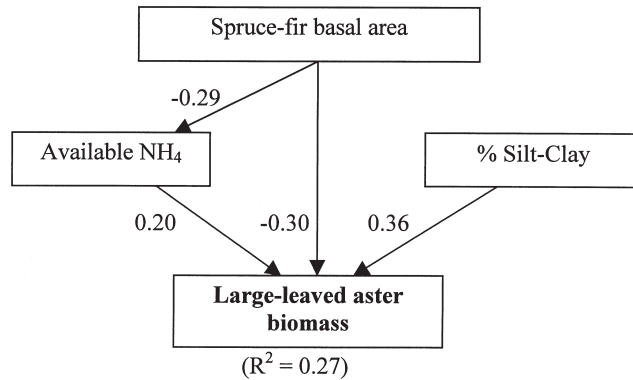 Spruce-fir basal area
-0.29
Available NH₄
% Silt-Clay
0.20
-0.30
0.36
Large-leaved aster
biomass
(R² = 0.27)